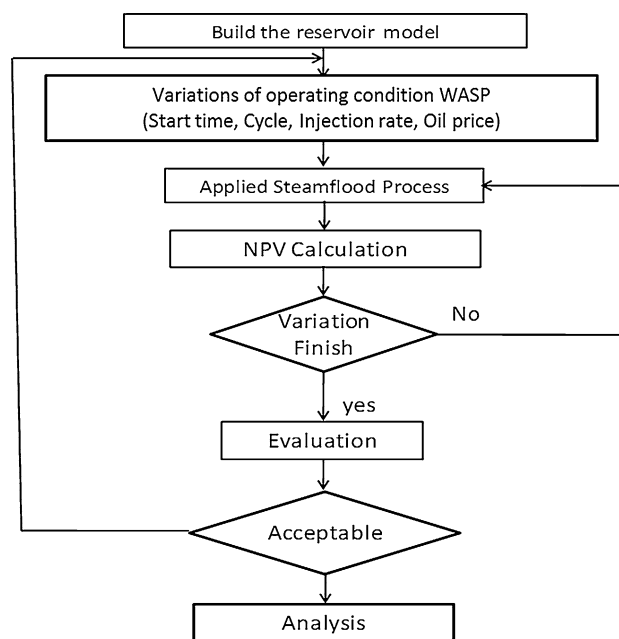 Build the reservoir model
Variations of operating condition WASP
(Start time, Cycle, Injection rate, Oil price)
Applied Steamflood Process
NPV Calculation
Variation
Finish
No
yes
Evaluation
Acceptable
Analysis